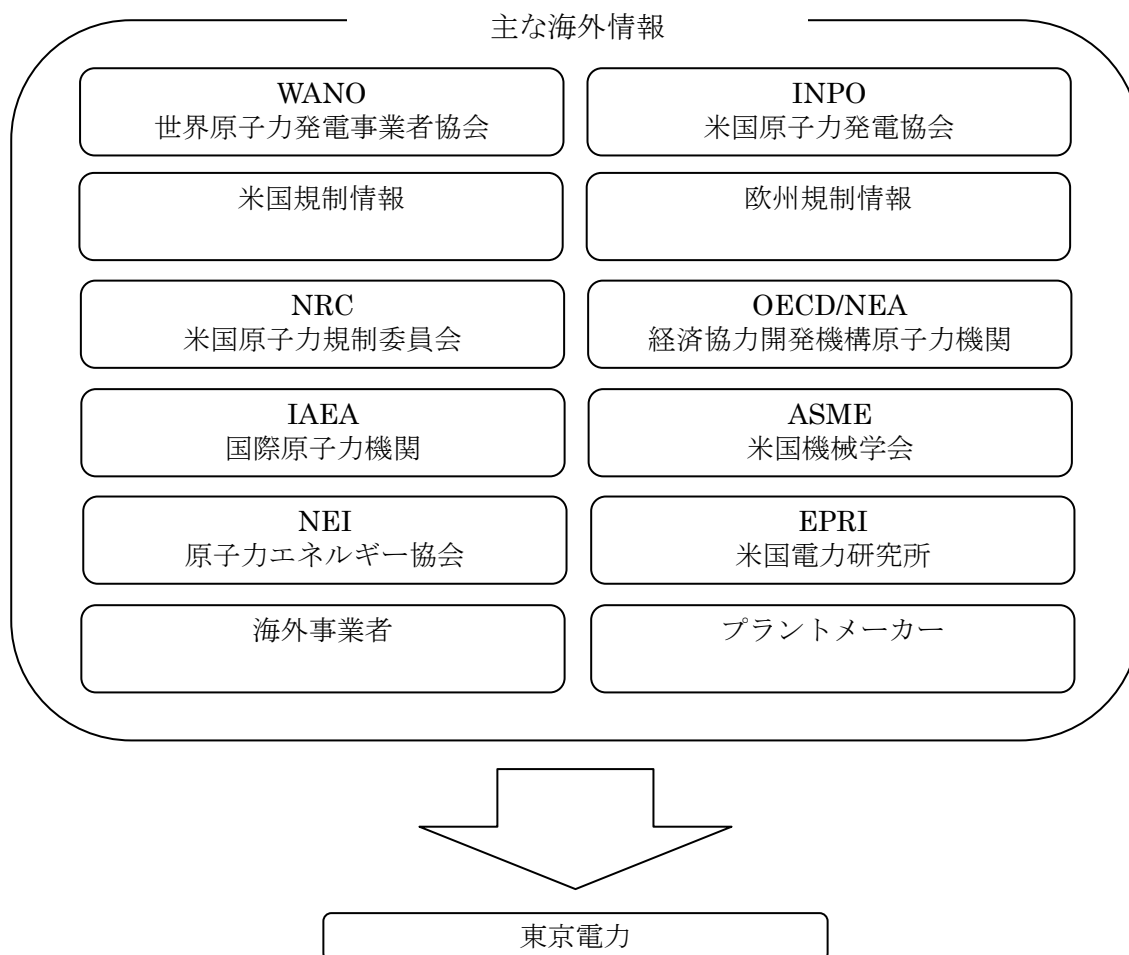 主な海外情報
WANO
世界原子力発電事業者協会
INPO
米国原子力発電協会
米国規制情報
欧州規制情報
NRC
米国原子力規制委員会
OECD/NEA
経済協力開発機構原子力機関
IAEA
国際原子力機関
ASME
米国機械学会
NEI
原子力エネルギー協会
EPRI
米国電力研究所
海外事業者
プラントメーカー
東京電力